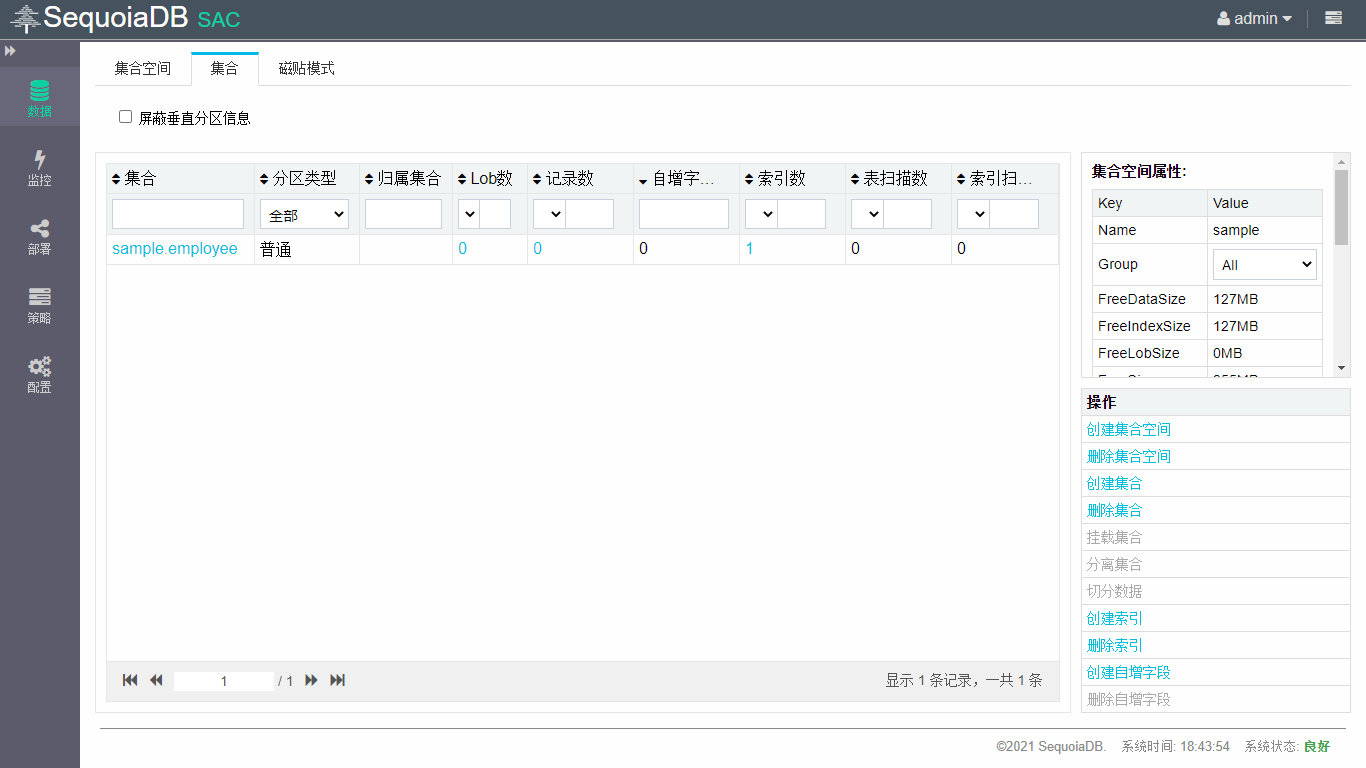 SequoiaDB SAC
admin
集合空间 集合 磁贴模式
数据
屏蔽垂直分区信息
监控
部署
策略
配置
集合 分区类型 归属集合 Lob数 记录数 自增字… 索引数 表扫描数 索引扫…
全部
sample.employee 普通 0 0 0 1 0 0
1 / 1
显示 1 条记录，一共 1 条
集合空间属性:
Key Value
Name sample
Group All
FreeDataSize 127MB
FreeIndexSize 127MB
FreeLobSize 0MB
操作
创建集合空间
删除集合空间
创建集合
删除集合
挂载集合
分离集合
切分数据
创建索引
删除索引
创建自增字段
删除自增字段
©2021 SequoiaDB. 系统时间: 18:43:54 系统状态: 良好